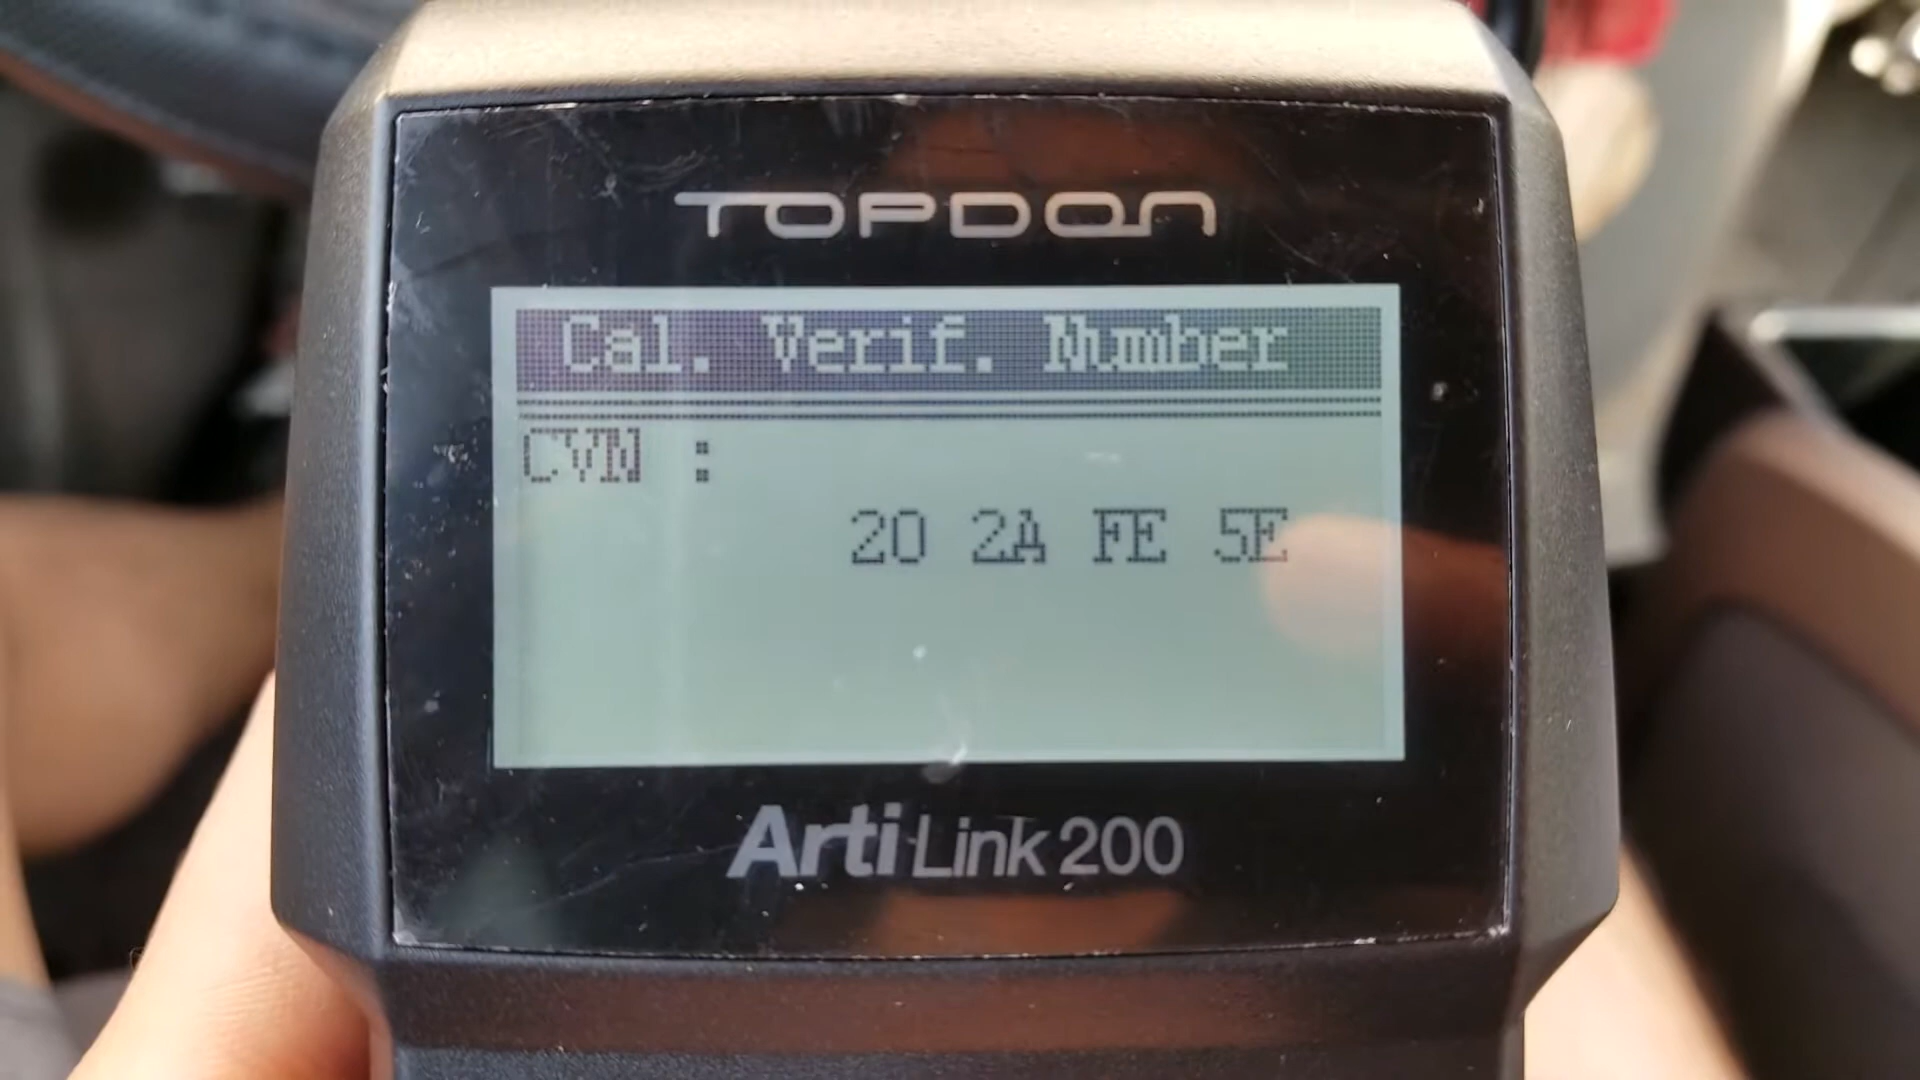 TOPDON
Cal. Verif. Number
CVN :
20 2A FE 5E
ArtiLink200